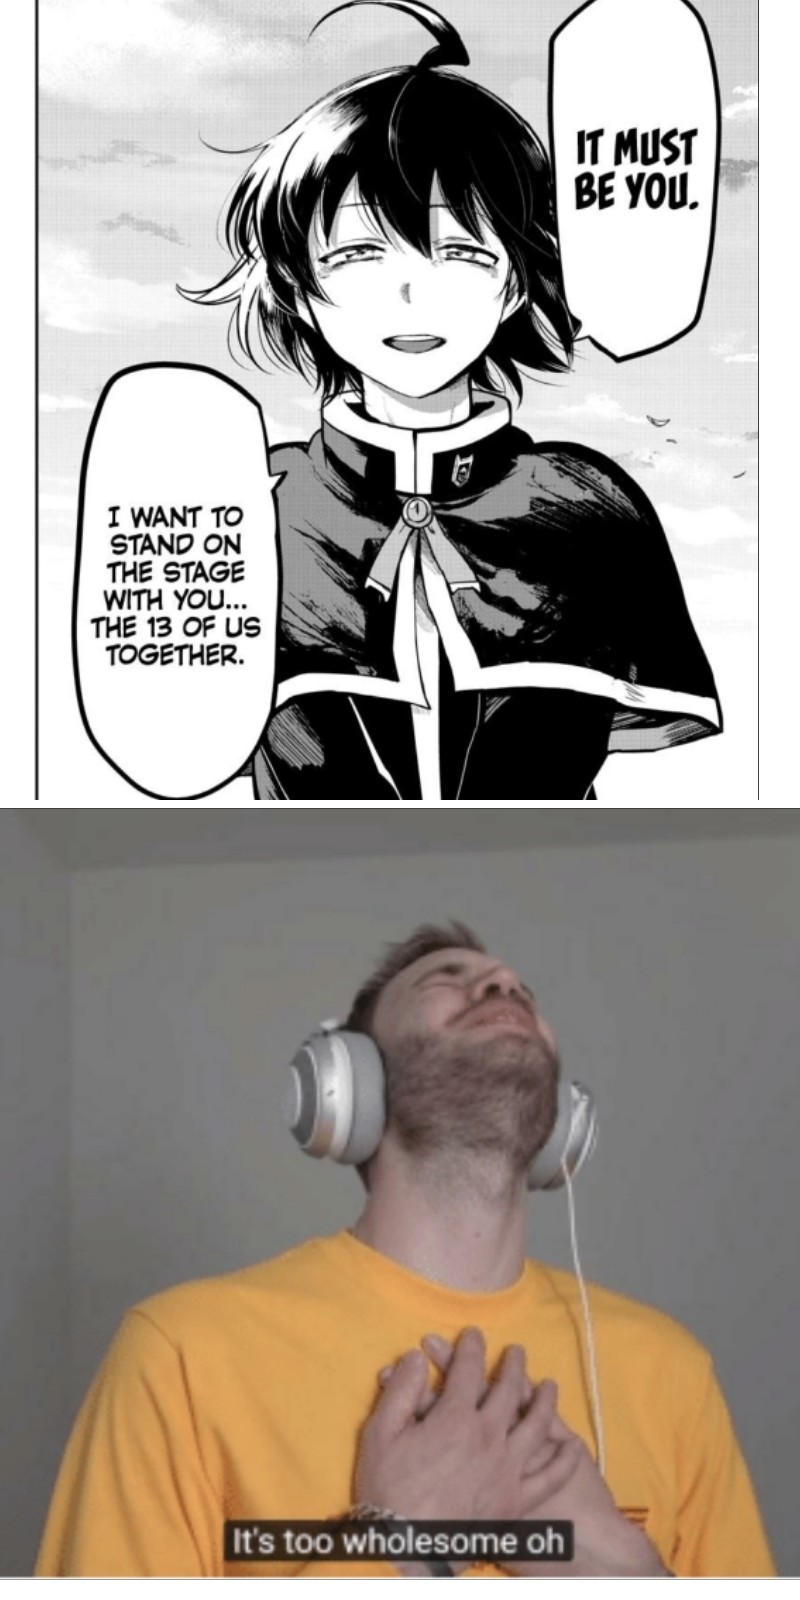 IT MUST
BE YOU.
I WANT TO
STAND ON
THE STAGE
WITH YOU...
THE 13 OF US
TOGETHER.
It's too wholesome oh